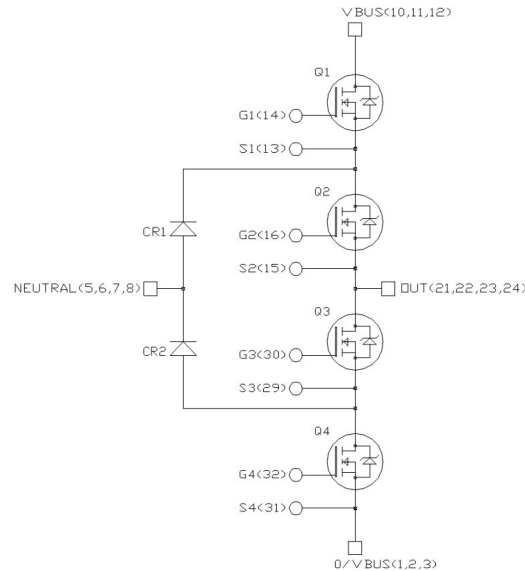 VBUS(10,11,12)
Q1
G1(14)
S1(13)
Q2
CR1
G2(16)
S2(15)
NEUTRAL(5,6,7,8)
OUT(21,22,23,24)
Q3
CR2
G3(30)
S3(29)
Q4
G4(32)
S4(31)
0/VBUS(1,2,3)